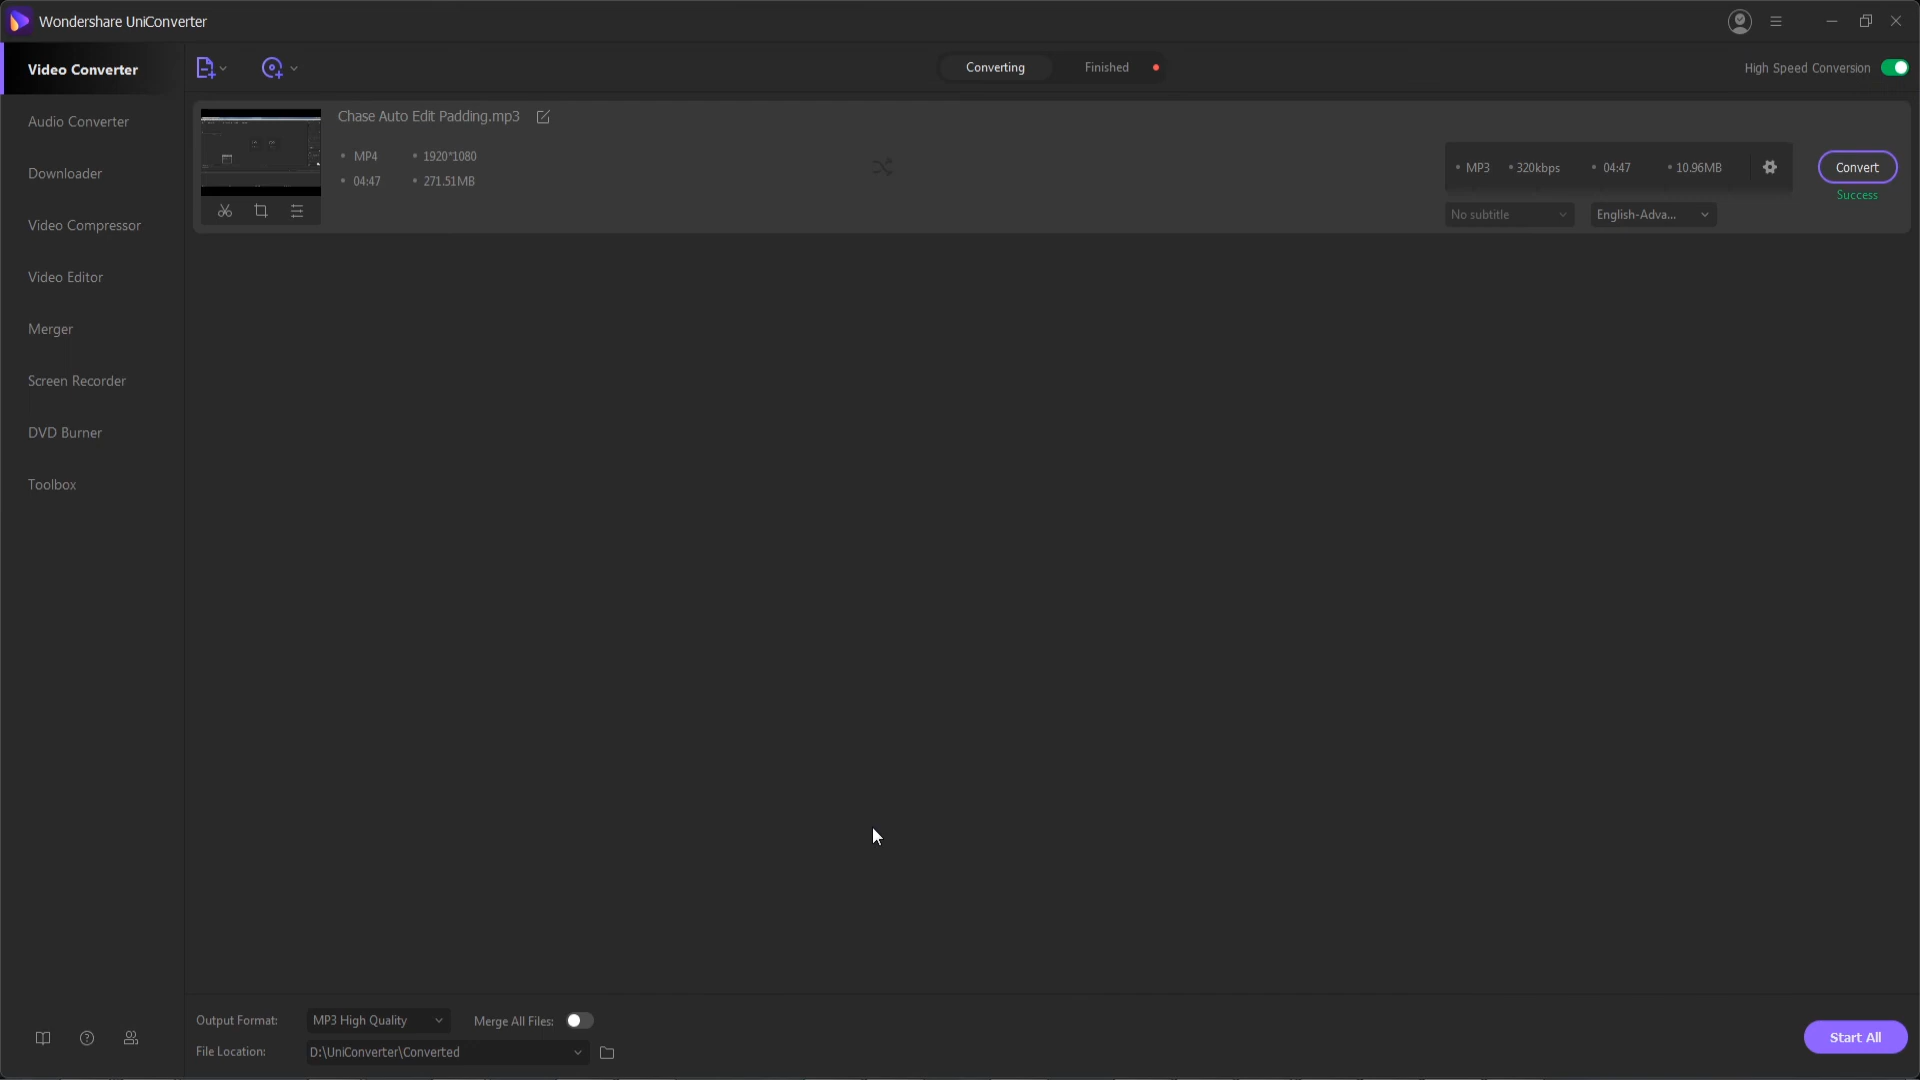 Wondershare UniConverter
Video Converter
Audio Converter
Downloader
Video Compressor
Video Editor
Merger
Screen Recorder
DVD Burner
Toolbox
Converting
Finished
High Speed Conversion
Chase Auto Edit Padding.mp3
• MP4 • 1920*1080
• 04:47 • 271.51MB
• MP3 • 320kbps • 04:47 • 10.96MB
Convert
Success
No subtitle
English-Adva...
Output Format: MP3 High Quality
Merge All Files:
File Location: D:\UniConverter\Converted
Start All